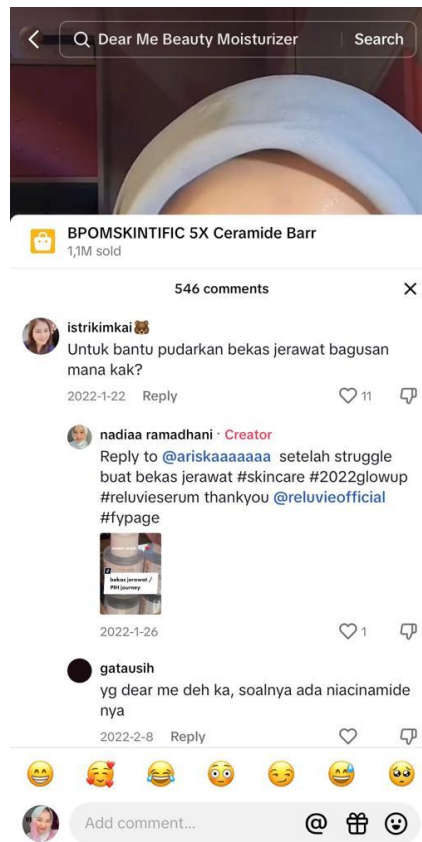 Dear Me Beauty Moisturizer Search
BPOMSKINTIFIC 5X Ceramide Barr
1,1M sold
546 comments
istrikimkai🐻
Untuk bantu pudarkan bekas jerawat bagusan
mana kak?
2022-1-22 Reply 11
nadiaa ramadhani · Creator
Reply to @ariskaaaaaaa setelah struggle
buat bekas jerawat #skincare #2022glowup
#reluvieserum thankyou @reluvieofficial
#fypage
bekas jerawat /
PIH journey
2022-1-26 1
gatausih
yg dear me deh ka, soalnya ada niacinamide
nya
2022-2-8 Reply
😁 🥰 😂 😳 😏 😅 🥺
Add comment... @